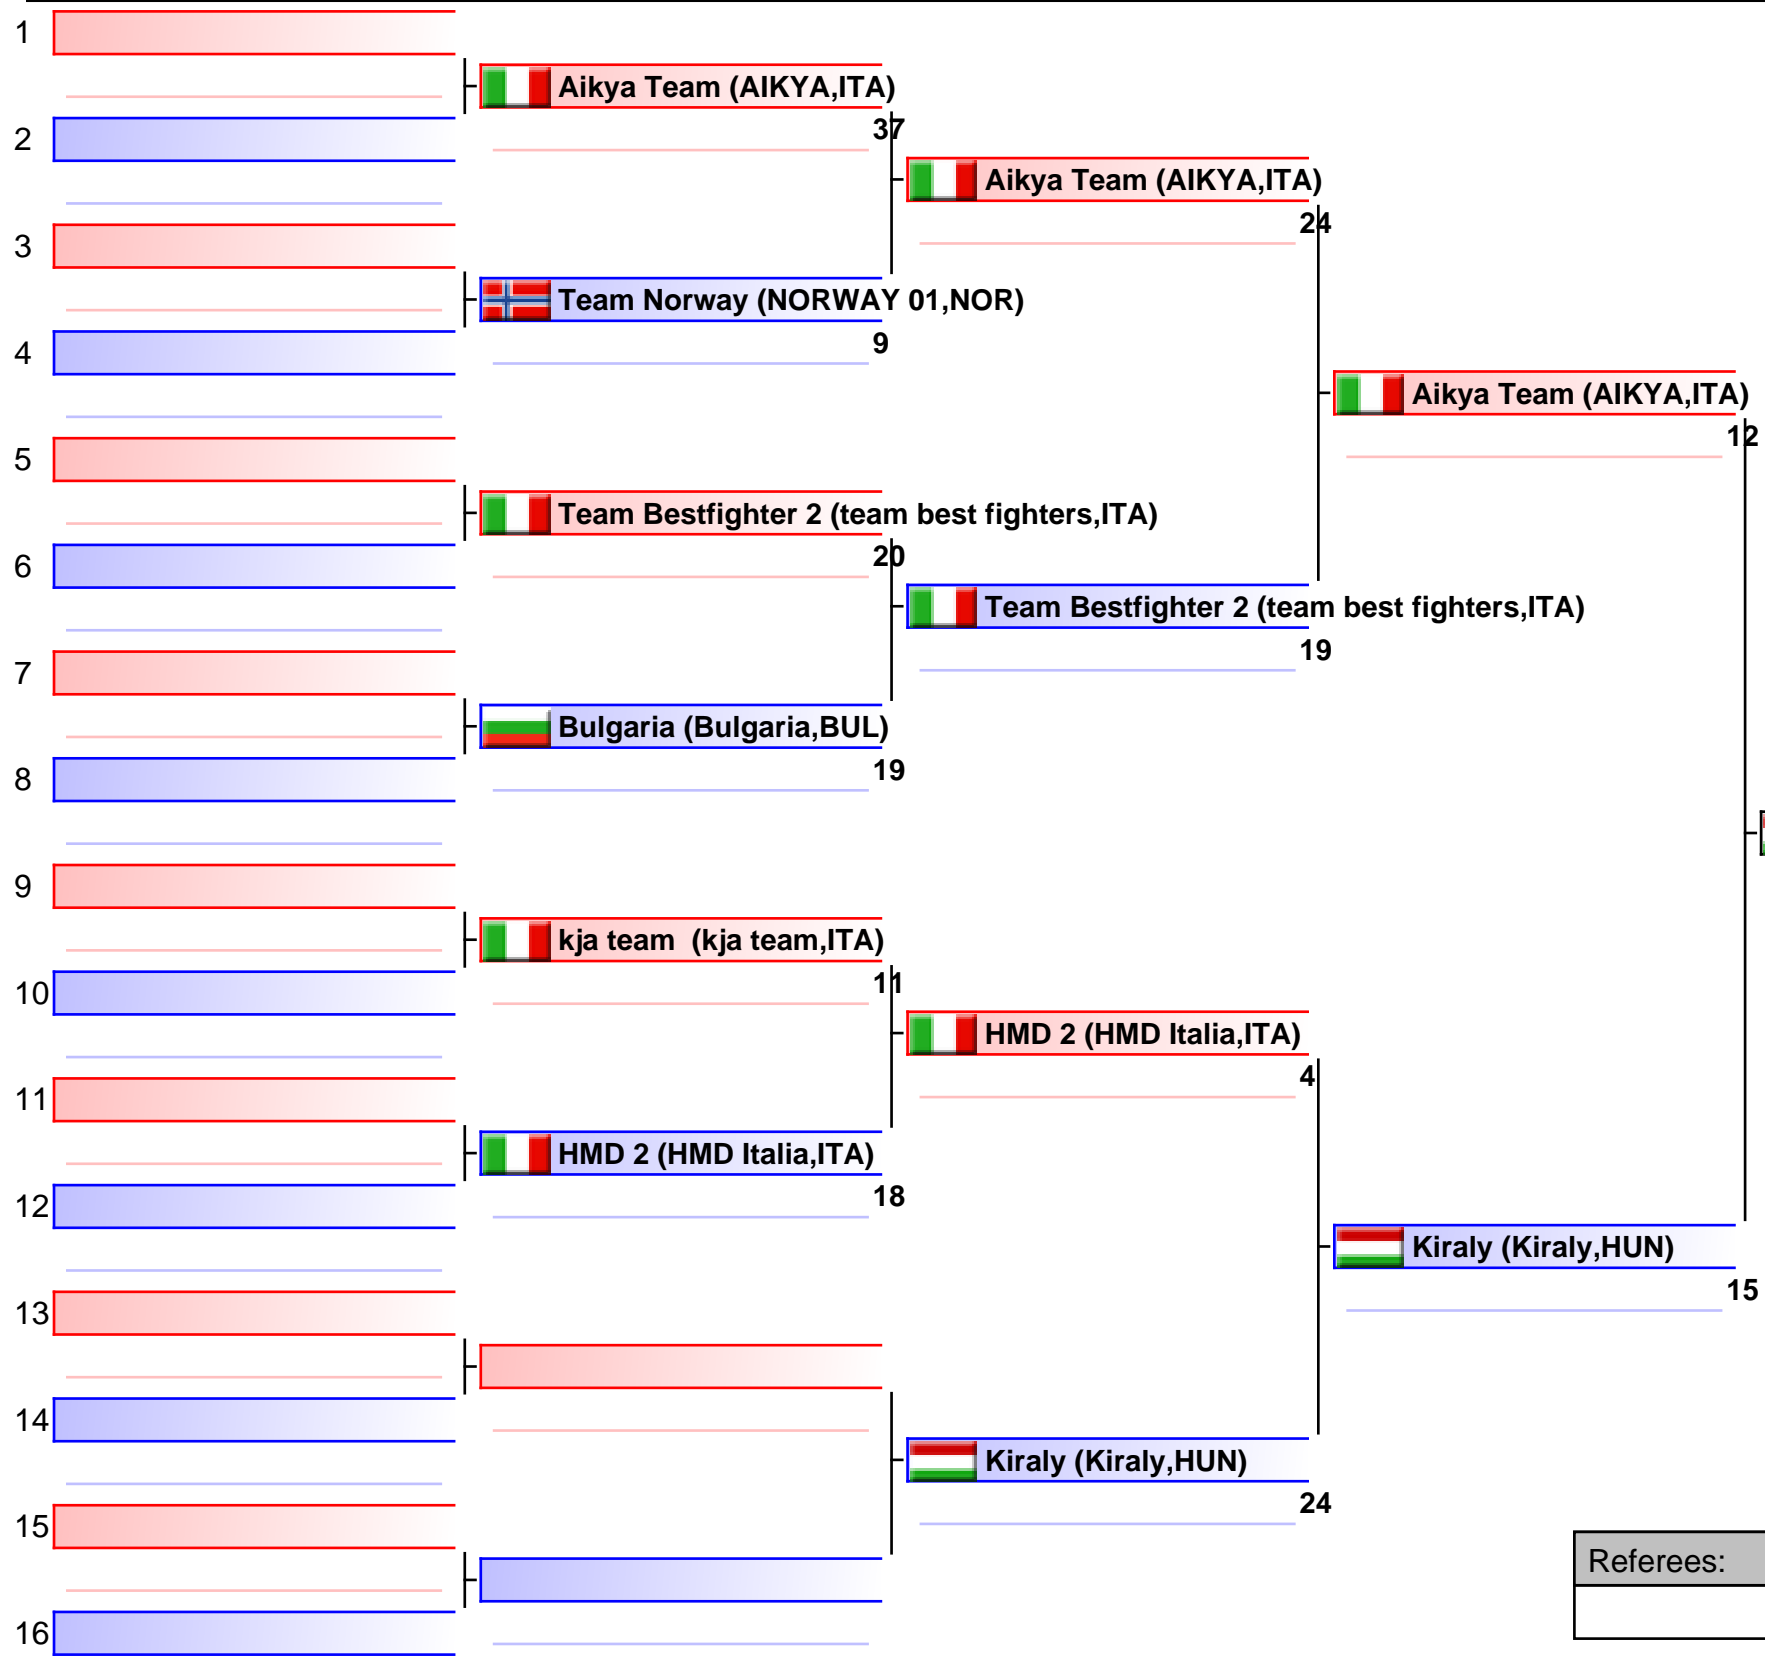 1
Aikya Team (AIKYA,ITA)
37
2
Aikya Team (AIKYA,ITA)
24
3
Team Norway (NORWAY 01,NOR)
9
4
Aikya Team (AIKYA,ITA)
12
5
Team Bestfighter 2 (team best fighters,ITA)
20
6
Team Bestfighter 2 (team best fighters,ITA)
19
7
Bulgaria (Bulgaria,BUL)
19
8
9
kja team  (kja team,ITA)
11
10
HMD 2 (HMD Italia,ITA)
4
11
HMD 2 (HMD Italia,ITA)
18
12
Kiraly (Kiraly,HUN)
15
13
14
Kiraly (Kiraly,HUN)
24
15
Referees:
16